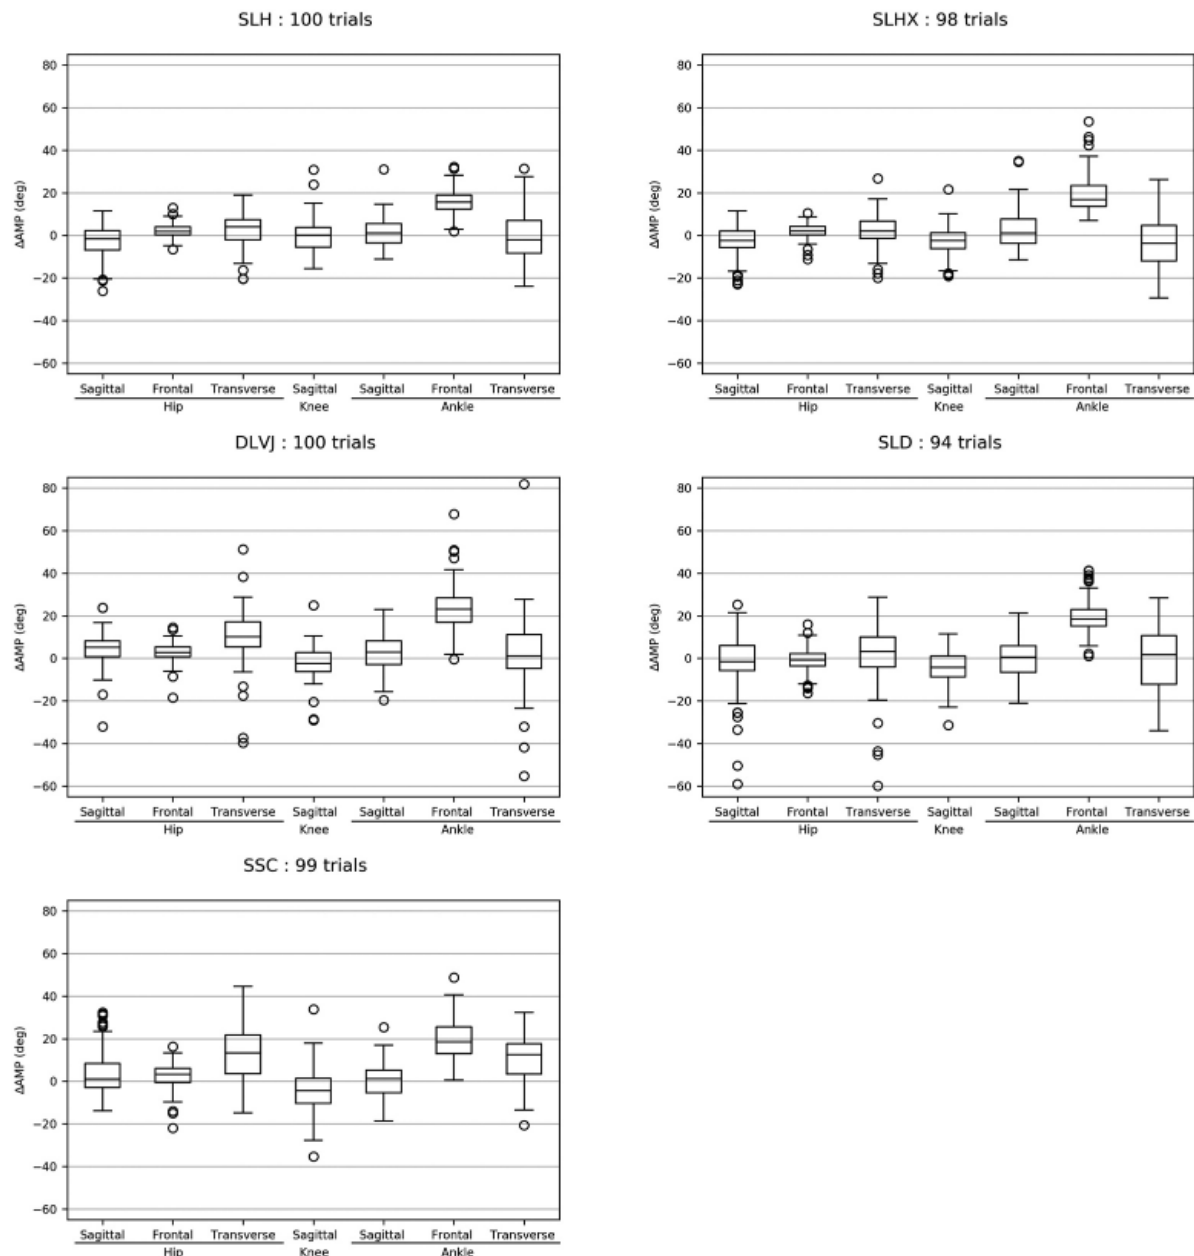 SLH : 100 trials
SLHX : 98 trials
80
60
40
20
0
−20
−40
−60
ΔAMP (deg)
Sagittal Frontal Transverse Sagittal Sagittal Frontal Transverse
Hip Knee Ankle
80
60
40
20
0
−20
−40
−60
ΔAMP (deg)
Sagittal Frontal Transverse Sagittal Sagittal Frontal Transverse
Hip Knee Ankle
DLVJ : 100 trials
SLD : 94 trials
80
60
40
20
0
−20
−40
−60
ΔAMP (deg)
Sagittal Frontal Transverse Sagittal Sagittal Frontal Transverse
Hip Knee Ankle
80
60
40
20
0
−20
−40
−60
ΔAMP (deg)
Sagittal Frontal Transverse Sagittal Sagittal Frontal Transverse
Hip Knee Ankle
SSC : 99 trials
80
60
40
20
0
−20
−40
−60
ΔAMP (deg)
Sagittal Frontal Transverse Sagittal Sagittal Frontal Transverse
Hip Knee Ankle